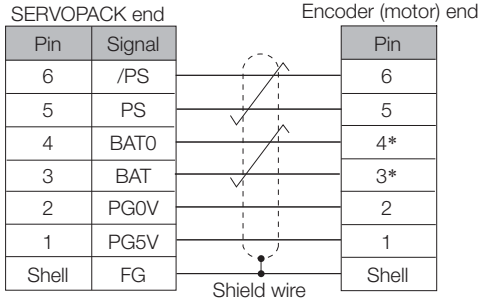 SERVOPACK end Encoder (motor) end
Pin Signal Pin
6 /PS 6
5 PS 5
4 BAT0 4*
3 BAT 3*
2 PG0V 2
1 PG5V 1
Shell FG Shell
Shield wire